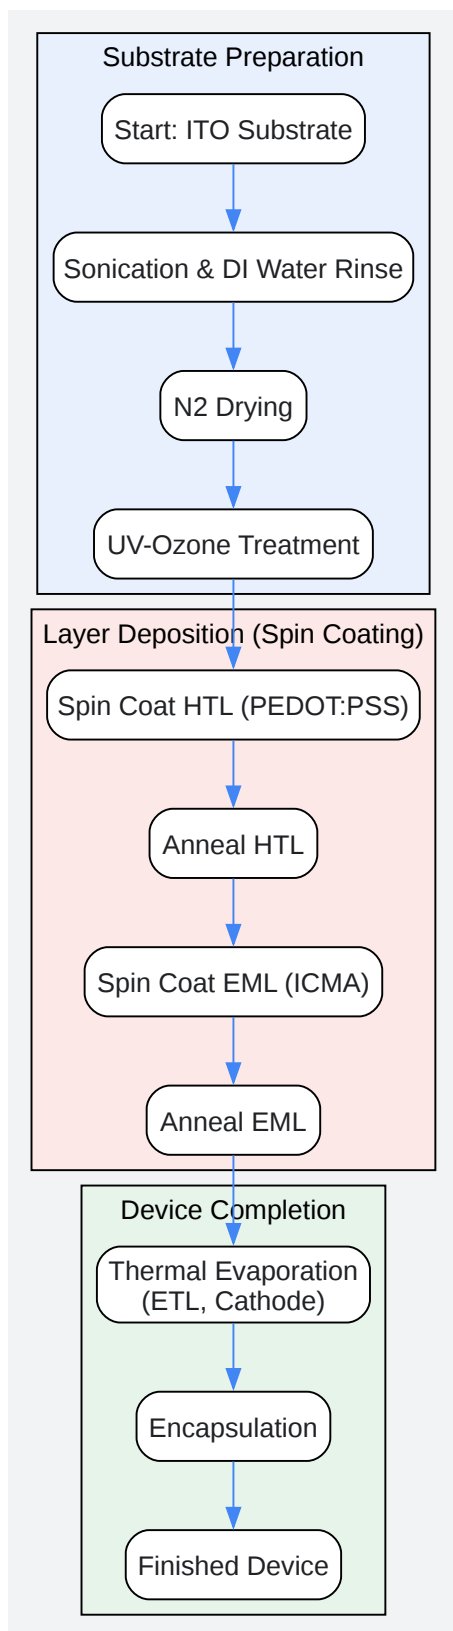 Substrate Preparation
Start: ITO Substrate
Sonication & DI Water Rinse
N2 Drying
UV-Ozone Treatment
Layer Deposition (Spin Coating)
Spin Coat HTL (PEDOT:PSS)
Anneal HTL
Spin Coat EML (ICMA)
Anneal EML
Device Completion
Thermal Evaporation
(ETL, Cathode)
Encapsulation
Finished Device